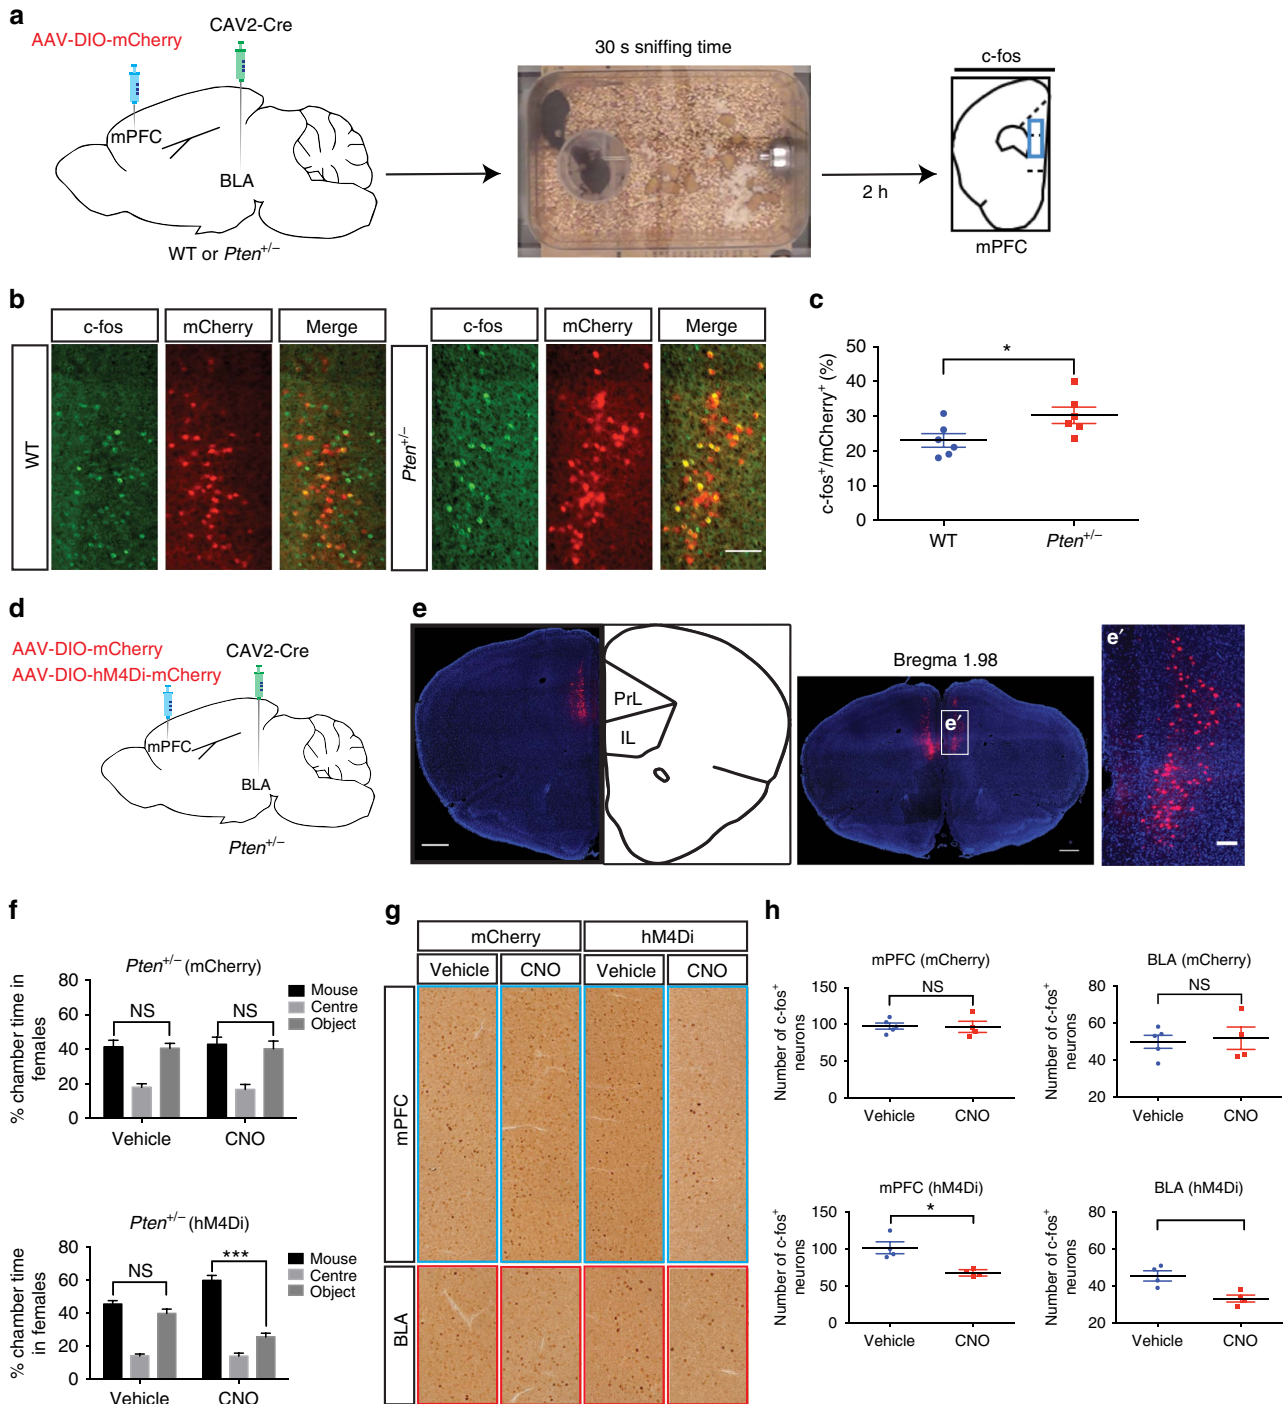 a
AAV-DIO-mCherry
CAV2-Cre
mPFC
BLA
WT or Pten+/–
30 s sniffing time
2 h
c-fos
mPFC
b
c-fos mCherry Merge c-fos mCherry Merge
WT
Pten+/–
c
c-fos+/mCherry+ (%)
50
40
30
20
10
0
*
WT Pten+/–
d
AAV-DIO-mCherry
AAV-DIO-hM4Di-mCherry
CAV2-Cre
mPFC
BLA
Pten+/–
e
PrL
IL
Bregma 1.98
e′
e′
f
Pten+/– (mCherry)
% chamber time in
females
80
60
40
20
0
NS NS
Mouse
Centre
Object
Vehicle CNO
Pten+/– (hM4Di)
% chamber time
in females
80
60
40
20
0
NS ***
Mouse
Centre
Object
Vehicle CNO
g
mCherry hM4Di
Vehicle CNO Vehicle CNO
mPFC
BLA
h
mPFC (mCherry)
Number of c-fos+
neurons
150
100
50
0
NS
Vehicle CNO
BLA (mCherry)
Number of c-fos+
neurons
80
60
40
20
NS
Vehicle CNO
mPFC (hM4Di)
Number of c-fos+
neurons
150
100
50
0
*
Vehicle CNO
BLA (hM4Di)
Number of c-fos+
neurons
80
60
40
20
Vehicle CNO